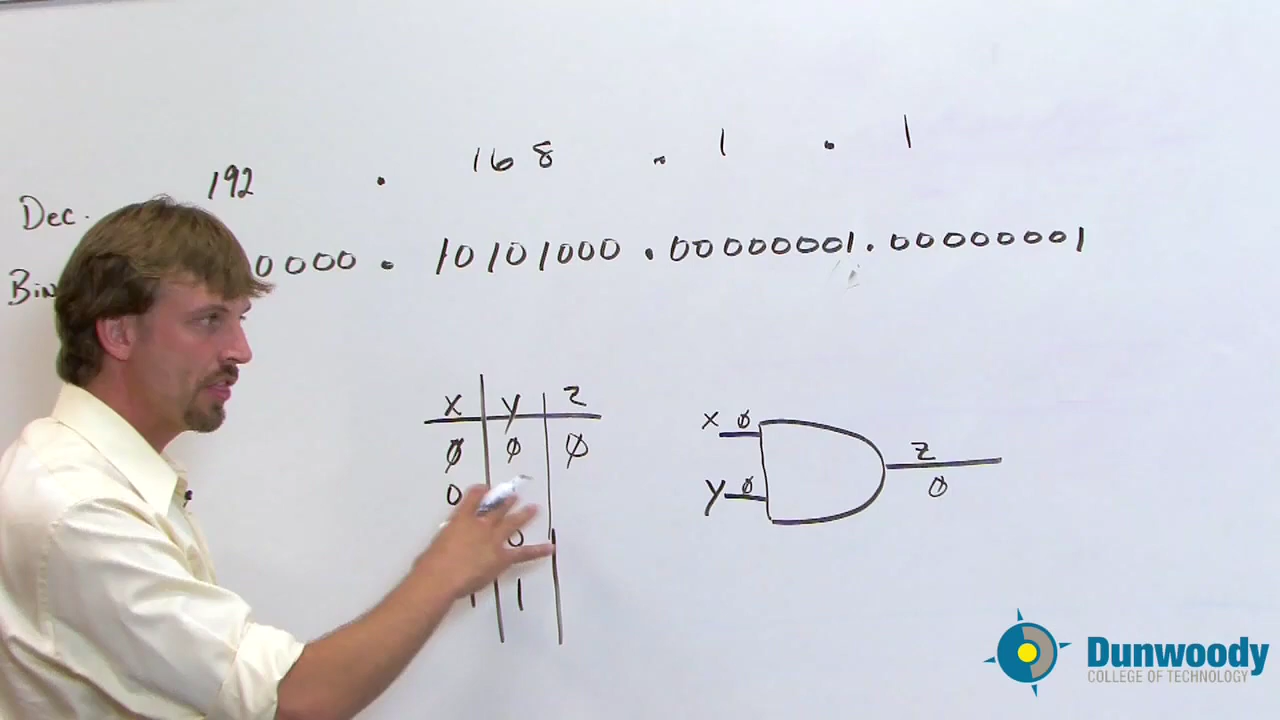 192 . 168 . 1 . 1
Dec.
Bin 0000 . 10101000 . 00000001 . 00000001
X Y Z
0 0 0
0
0
1 1
X 0
Z
Y 0
0
Dunwoody
COLLEGE OF TECHNOLOGY